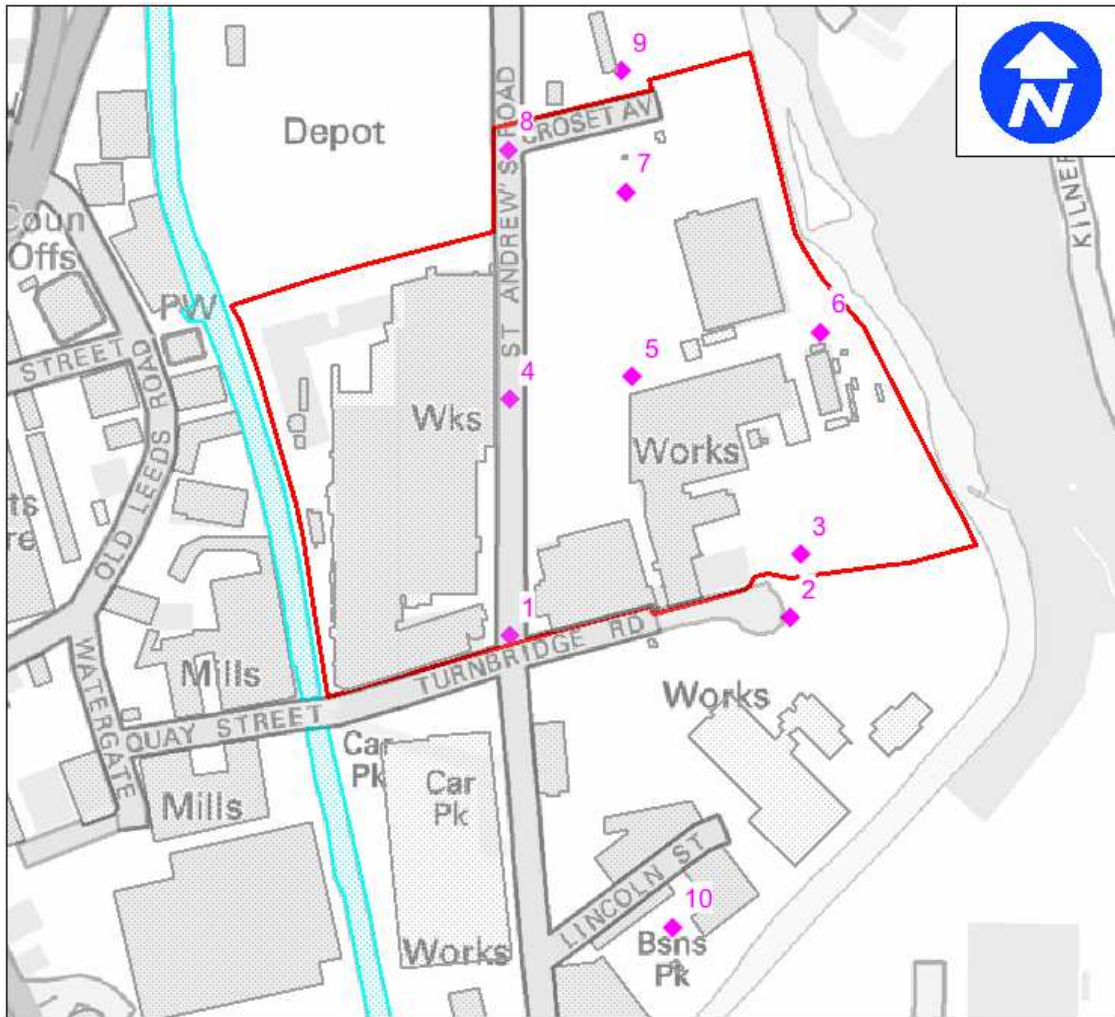 9
N
ST ANDREW'S ROAD
CROSET AV
8
Depot
7
KILNER
Coun
Offs
PW
6
STREET
5
4
Wks
OLD LEEDS ROAD
Works
ts
re
3
2
1
TURNBRIDGE RD
Mills
Works
WATERGATE
QUAY STREET
Car
Pk
Car
Pk
Mills
LINCOLN ST
10
Works
Bsns
Pk